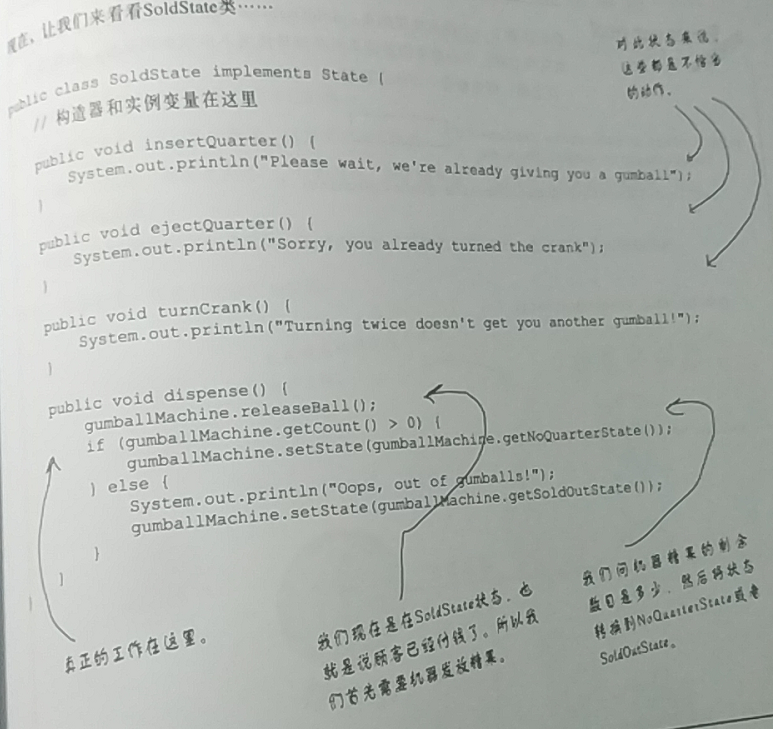 现在，让我们来看看SoldState类……
public class SoldState implements State {
// 构造器和实例变量在这里
对此状态来说，
这些都是不恰当
的动作。
public void insertQuarter() {
System.out.println("Please wait, we're already giving you a gumball");
}
public void ejectQuarter() {
System.out.println("Sorry, you already turned the crank");
}
public void turnCrank() {
System.out.println("Turning twice doesn't get you another gumball!");
}
public void dispense() {
gumballMachine.releaseBall();
if (gumballMachine.getCount() > 0) {
gumballMachine.setState(gumballMachine.getNoQuarterState());
} else {
System.out.println("Oops, out of gumballs!");
gumballMachine.setState(gumballMachine.getSoldOutState());
}
}
}
真正的工作在这里。
我们现在是在SoldState状态，也
就是说顾客已经付钱了。所以我
们首先需要机器发放糖果。
我们问机器糖果的剩余
数目是多少，然后将状态
转换到NoQuarterState或者
SoldOutState。